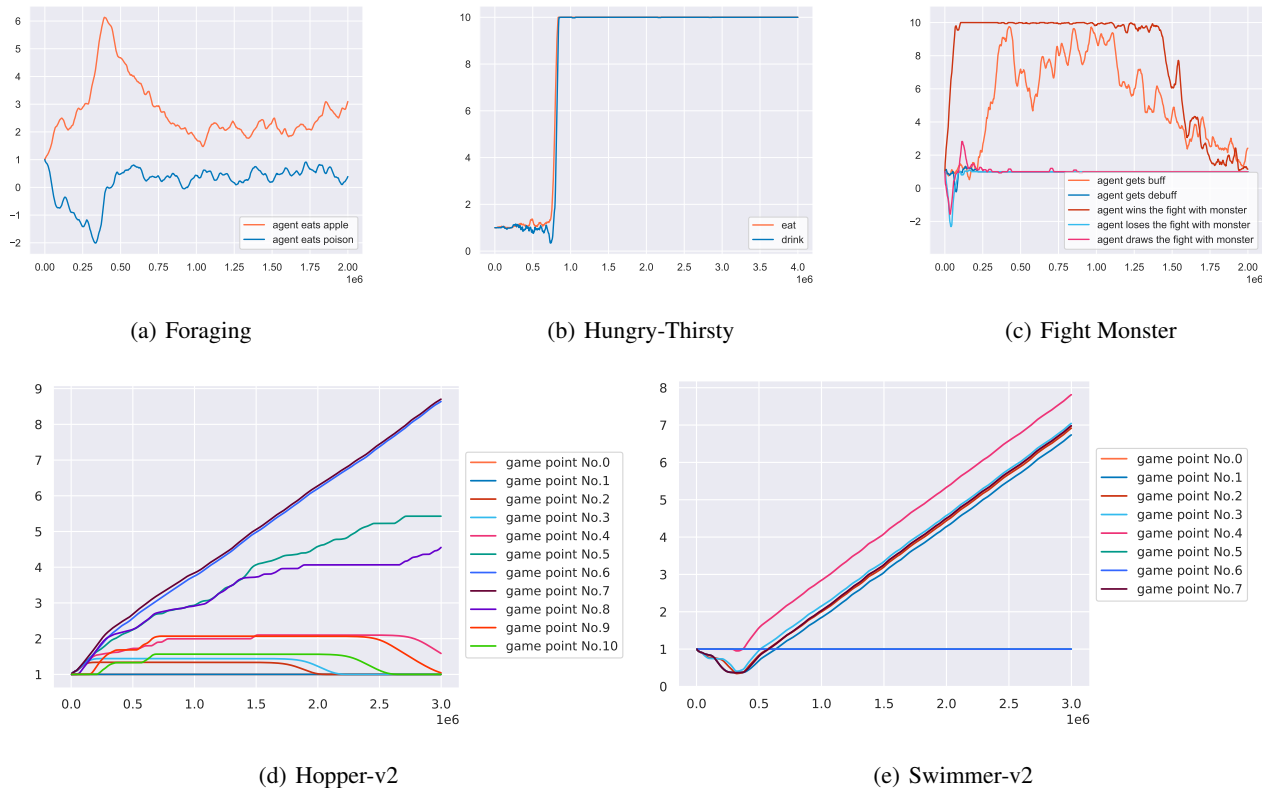 6
5
4
3
2
1
0
−1
−2
agent eats apple
agent eats poison
0.00 0.25 0.50 0.75 1.00 1.25 1.50 1.75 2.00
1e6
(a) Foraging
10
8
6
4
2
0
eat
drink
0.0 0.5 1.0 1.5 2.0 2.5 3.0 3.5 4.0
1e6
(b) Hungry-Thirsty
10
8
6
4
2
0
−2
agent gets buff
agent gets debuff
agent wins the fight with monster
agent loses the fight with monster
agent draws the fight with monster
0.00 0.25 0.50 0.75 1.00 1.25 1.50 1.75 2.00
1e6
(c) Fight Monster
9
8
7
6
5
4
3
2
1
0.0 0.5 1.0 1.5 2.0 2.5 3.0
1e6
game point No.0
game point No.1
game point No.2
game point No.3
game point No.4
game point No.5
game point No.6
game point No.7
game point No.8
game point No.9
game point No.10
(d) Hopper-v2
8
7
6
5
4
3
2
1
0
0.0 0.5 1.0 1.5 2.0 2.5 3.0
1e6
game point No.0
game point No.1
game point No.2
game point No.3
game point No.4
game point No.5
game point No.6
game point No.7
(e) Swimmer-v2